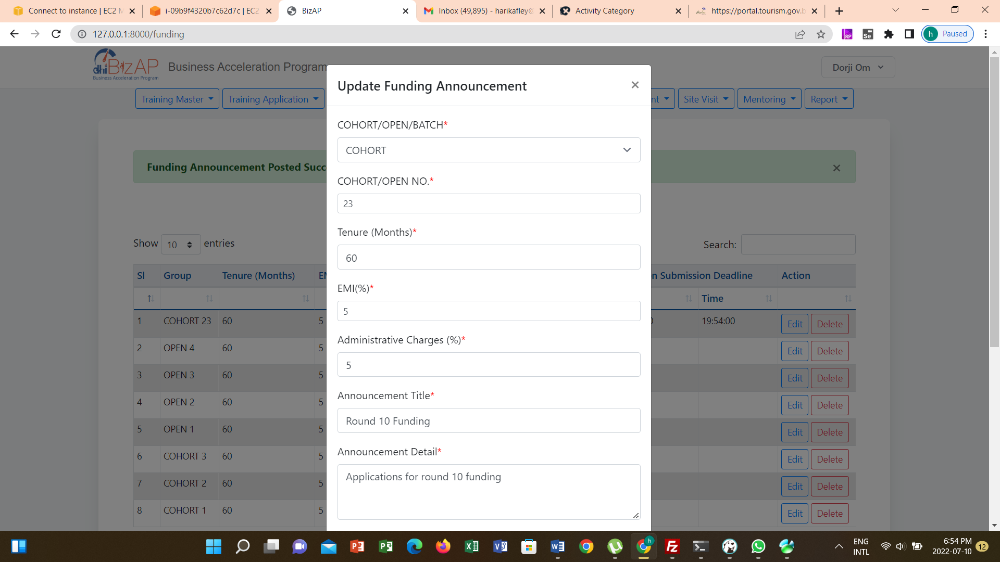 Connect to instance | EC2 M
i-09b9f4320b7c62d7c | EC2
BizAP
Inbox (49,895) - harikafley@
Activity Category
https://portal.tourism.gov.b
127.0.0.1:8000/funding
RP
Se
h Paused
dhi BizAP
Business Acceleration Program
Business Acceleration Program
Dorji Om
Training Master
Training Application
nt
Site Visit
Mentoring
Report
Funding Announcement Posted Succ
Show 10 entries
Search:
Sl Group Tenure (Months) EM n Submission Deadline Action
Time
1 COHORT 23 60 5 19:54:00 Edit Delete
2 OPEN 4 60 5 Edit Delete
3 OPEN 3 60 5 Edit Delete
4 OPEN 2 60 5 Edit Delete
5 OPEN 1 60 5 Edit Delete
6 COHORT 3 60 5 Edit Delete
7 COHORT 2 60 5 Edit Delete
8 COHORT 1 60 5 Edit Delete
Update Funding Announcement
COHORT/OPEN/BATCH*
COHORT
COHORT/OPEN NO.*
23
Tenure (Months)*
60
EMI(%)*
5
Administrative Charges (%)*
5
Announcement Title*
Round 10 Funding
Announcement Detail*
Applications for round 10 funding
ENG
INTL
6:54 PM
2022-07-10
12